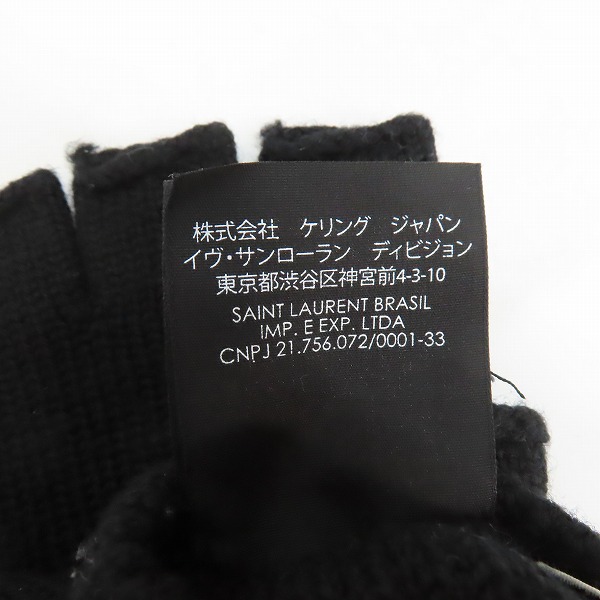 株式会社 ケリング ジャパン
イヴ・サンローラン ディビジョン
東京都渋谷区神宮前4-3-10
SAINT LAURENT BRASIL
IMP. E EXP. LTDA
CNPJ 21.756.072/0001-33